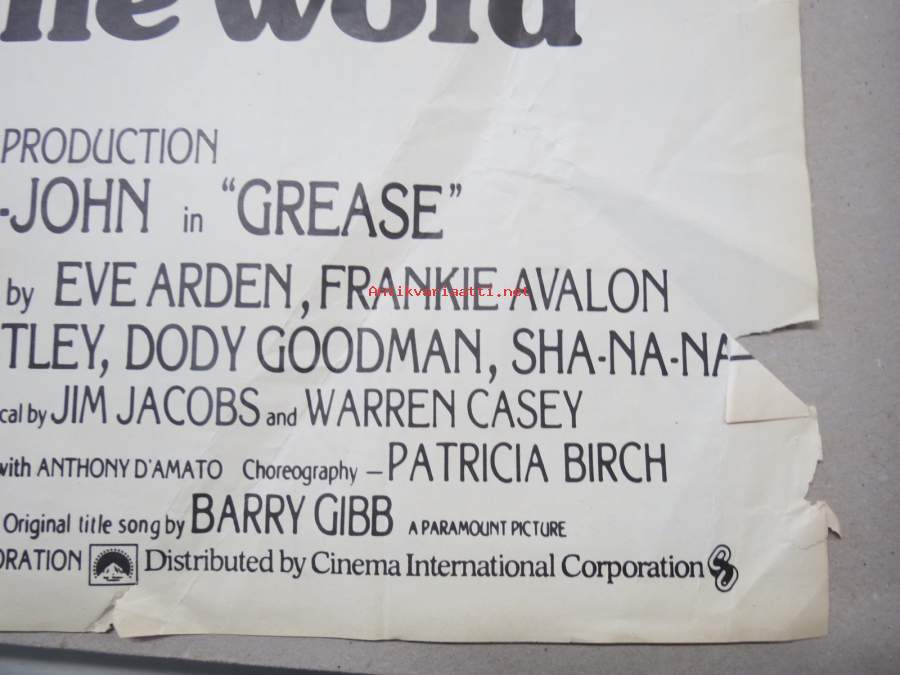 the word
PRODUCTION
-JOHN in “GREASE”
by EVE ARDEN, FRANKIE AVALON
Antikvariaatti.net
TLEY, DODY GOODMAN, SHA-NA-NA
cal by JIM JACOBS and WARREN CASEY
with ANTHONY D'AMATO Choreography – PATRICIA BIRCH
Original title song by BARRY GIBB A PARAMOUNT PICTURE
ORATION Distributed by Cinema International Corporation